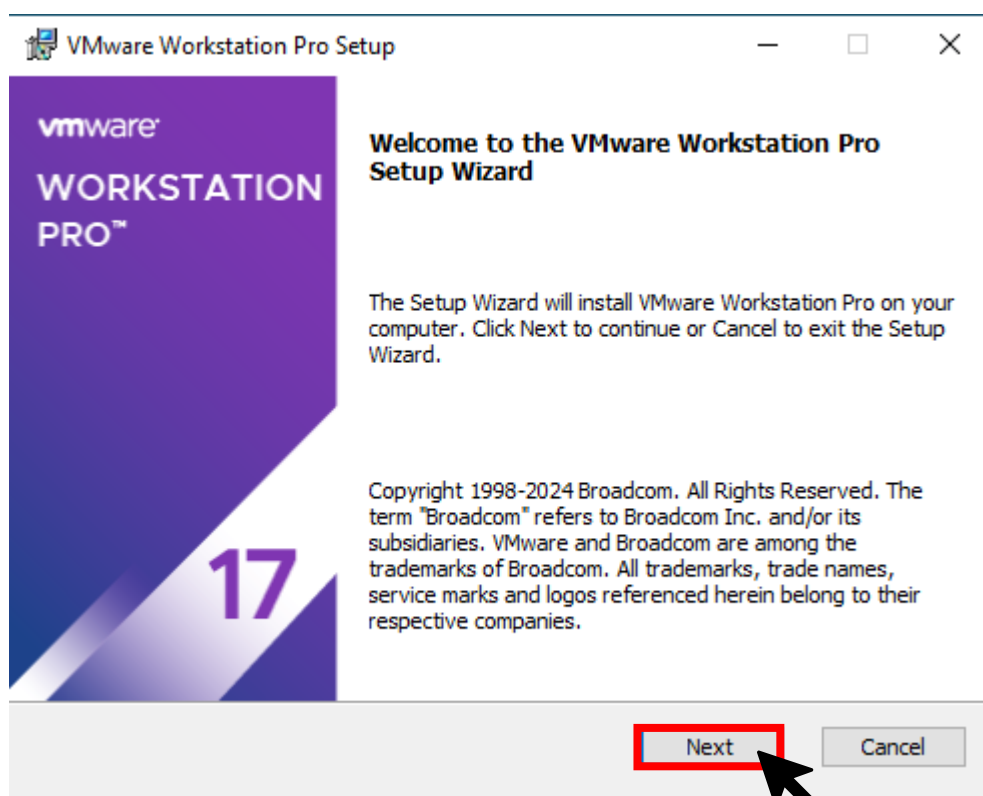 VMware Workstation Pro Setup
vmware®
WORKSTATION
PRO™
Welcome to the VMware Workstation Pro
Setup Wizard
The Setup Wizard will install VMware Workstation Pro on your
computer. Click Next to continue or Cancel to exit the Setup
Wizard.
Copyright 1998-2024 Broadcom. All Rights Reserved. The
term "Broadcom" refers to Broadcom Inc. and/or its
subsidiaries. VMware and Broadcom are among the
trademarks of Broadcom. All trademarks, trade names,
service marks and logos referenced herein belong to their
respective companies.
17
Next Cancel